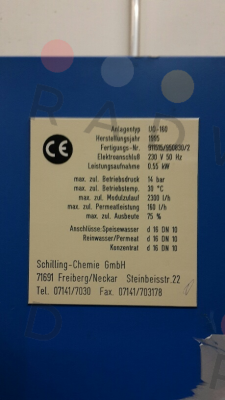 CE
Anlagentyp UO-160
Herstellungsjahr 1995
Fertigungs-Nr.
Elektroanschluß 230 V 50 Hz
Leistungsaufnahme 0.55 kW
max. zul. Betriebsdruck 14 bar
max. zul. Betriebstemp. 30 °C
max. zul. Modulzulauf 2300 l/h
max. zul. Permeatleistung 160 l/h
max. zul. Ausbeute 75 %
Anschlüsse:Speisewasser d 16 DN 10
Reinwasser/Permeat d 16 DN 10
Konzentrat d 16 DN 10
Schilling-Chemie GmbH
71691 Freiberg/Neckar Steinbeisstr.22
Tel. 07141/7030 Fax. 07141/703178